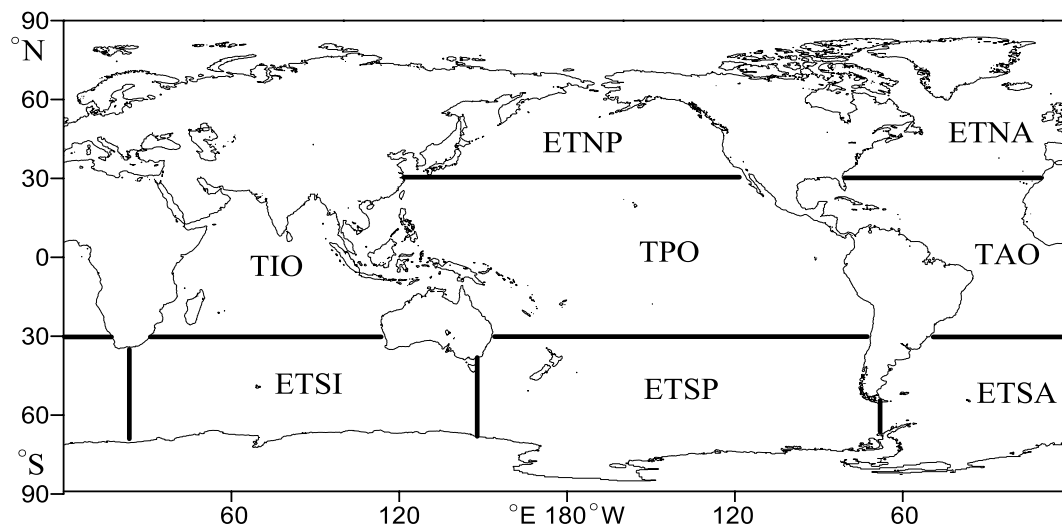 90
°N
60
ETNP
ETNA
30
0
TIO
TPO
TAO
30
ETSI
ETSP
ETSA
60
°S
90
60 120 °E 180°W 120 60